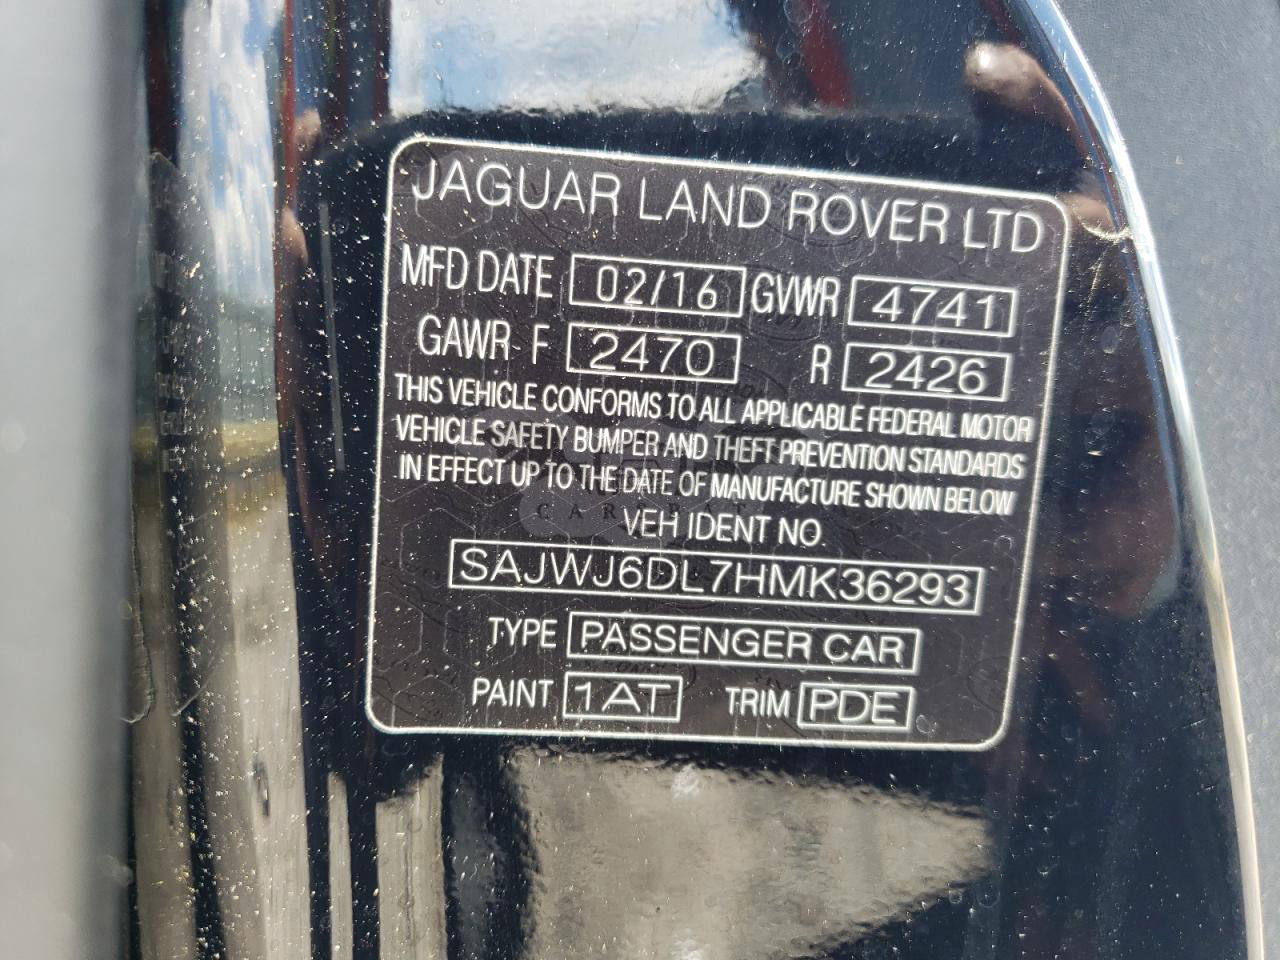 JAGUAR LAND ROVER LTD
MFD DATE 02/16 GVWR 4741
GAWR F 2470 R 2426
THIS VEHICLE CONFORMS TO ALL APPLICABLE FEDERAL MOTOR
VEHICLE SAFETY BUMPER AND THEFT PREVENTION STANDARDS
IN EFFECT UP TO THE DATE OF MANUFACTURE SHOWN BELOW
VEH IDENT NO.
SAJWJ6DL7HMK36293
TYPE PASSENGER CAR
PAINT 1AT TRIM PDE